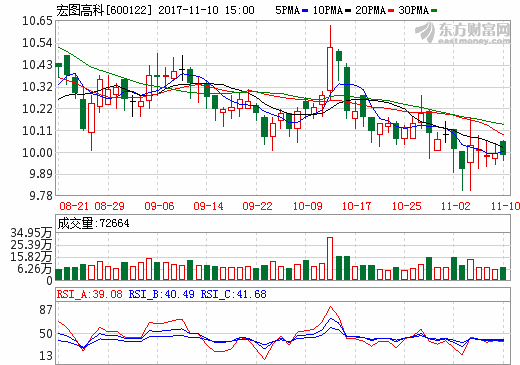 宏图高科[600122] 2017-11-10 15:00 5PMA 10PMA 20PMA 30PMA
东方财富网
eastmoney.com
10.65
10.54
10.43
10.32
10.22
10.11
10.00
9.89
9.78
08-21 08-29 09-06 09-14 09-22 10-09 10-17 10-25 11-02 11-10
成交量:72664
34.95万
25.39万
15.82万
6.26万
0
RSI_A:39.08 RSI_B:40.49 RSI_C:41.68
87
50
13